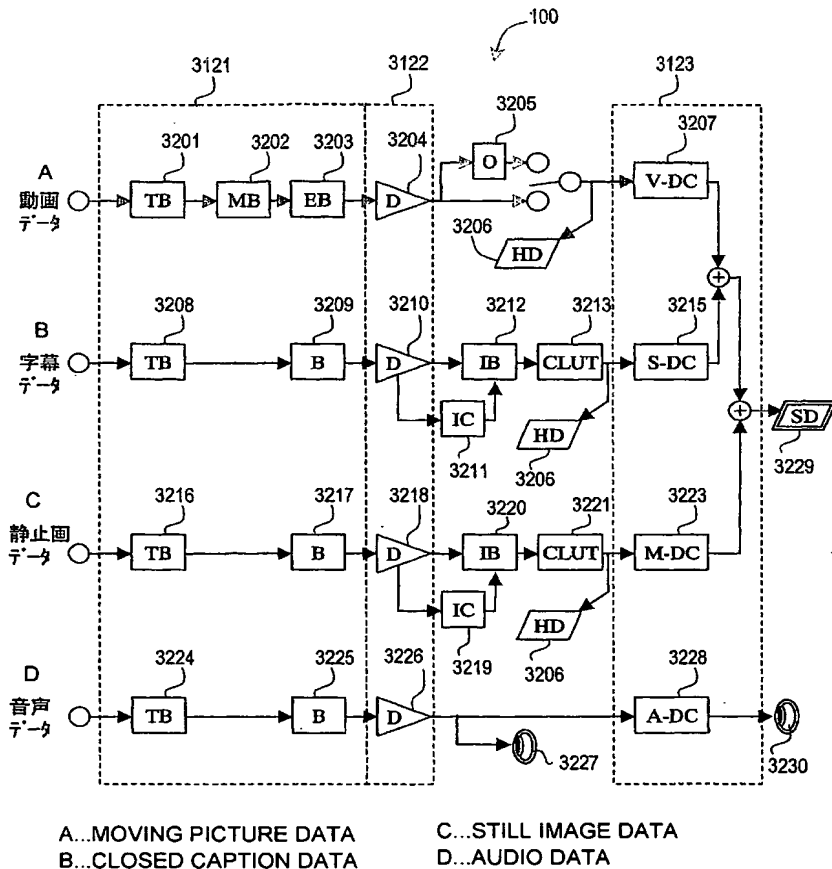 100
3121
3122
3123
3201
3202
3203
3204
3205
3207
A
動画
データ
TB
MB
EB
D
O
V-DC
3206
HD
3208
3209
3210
3212
3213
3215
B
字幕
データ
TB
B
D
IB
CLUT
S-DC
IC
3211
HD
3206
SD
3229
3216
3217
3218
3220
3221
3223
C
静止画
データ
TB
B
D
IB
CLUT
M-DC
IC
3219
HD
3206
3224
3225
3226
3228
D
音声
データ
TB
B
D
A-DC
3227
3230
A...MOVING PICTURE DATA
B...CLOSED CAPTION DATA
C...STILL IMAGE DATA
D...AUDIO DATA